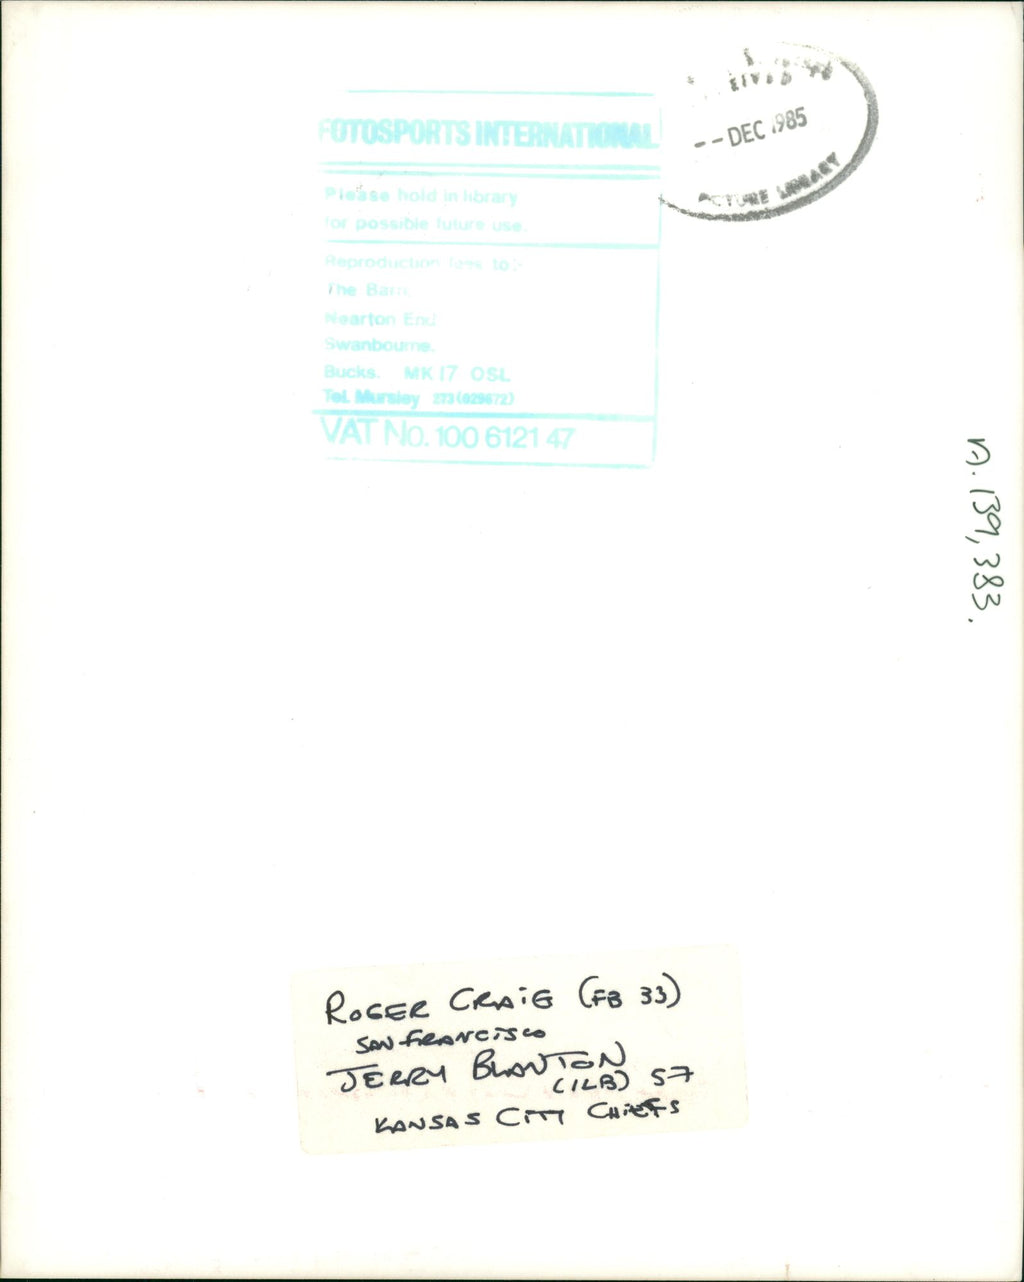 FOTOSPORTS INTERNATIONAL
Please hold in library
for possible future use.
Reproduction fees to:-
The Barn,
Nearton End
Swanbourne.
Bucks. MK17 OSL
Tel. Mursley 273(029672)
VAT No. 100 6121 47
-- DEC 1985
PICTURE LIBRARY
139,383.
ROGER CRAIG (FB 33)
SAN FRANCISCO
JERRY BLANTON
(ILB) 57
KANSAS CITY CHIEFS